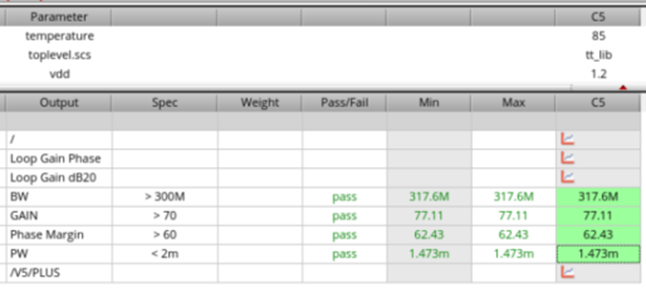 Parameter C5
temperature 85
toplevel.scs tt_lib
vdd 1.2
Output Spec Weight Pass/Fail Min Max C5
/
Loop Gain Phase
Loop Gain dB20
BW > 300M pass 317.6M 317.6M 317.6M
GAIN > 70 pass 77.11 77.11 77.11
Phase Margin > 60 pass 62.43 62.43 62.43
PW < 2m pass 1.473m 1.473m 1.473m
/V5/PLUS